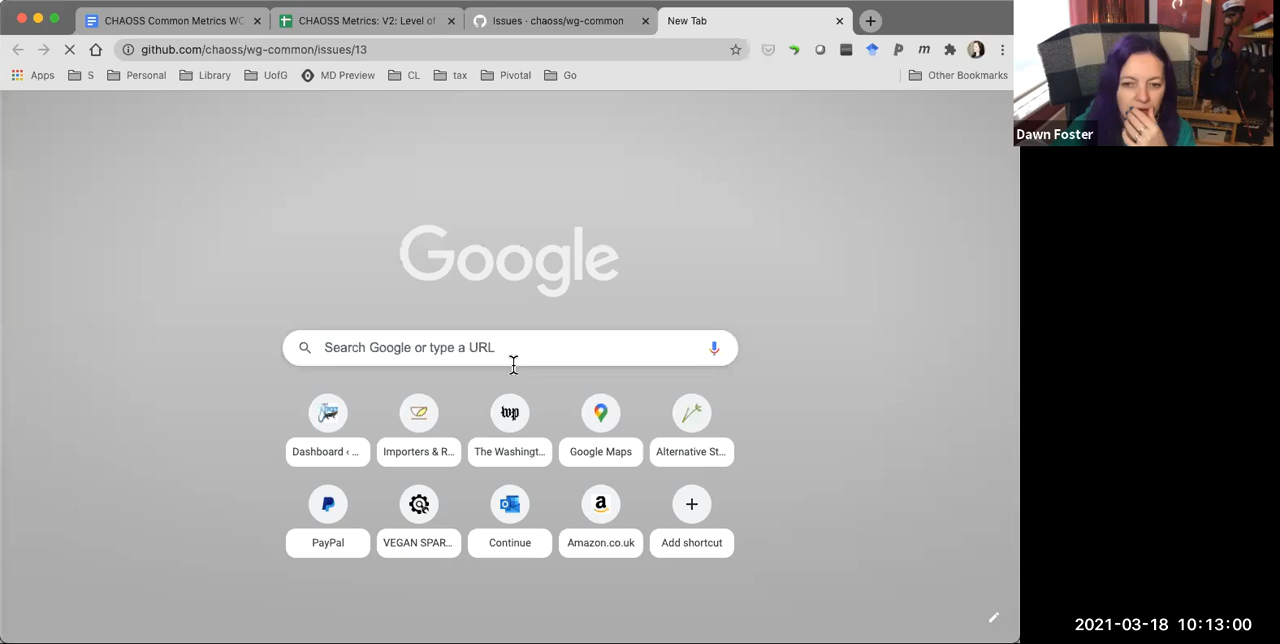 CHAOSS Common Metrics WG
CHAOSS Metrics: V2: Level of
Issues · chaoss/wg-common
New Tab
github.com/chaoss/wg-common/issues/13
Apps
S
Personal
Library
UofG
MD Preview
CL
tax
Pivotal
Go
Other Bookmarks
Dawn Foster
Google
Search Google or type a URL
wp
Dashboard ‹ ...
Importers & R...
The Washingt...
Google Maps
Alternative St...
a
PayPal
VEGAN SPAR...
Continue
Amazon.co.uk
Add shortcut
2021-03-18 10:13:00